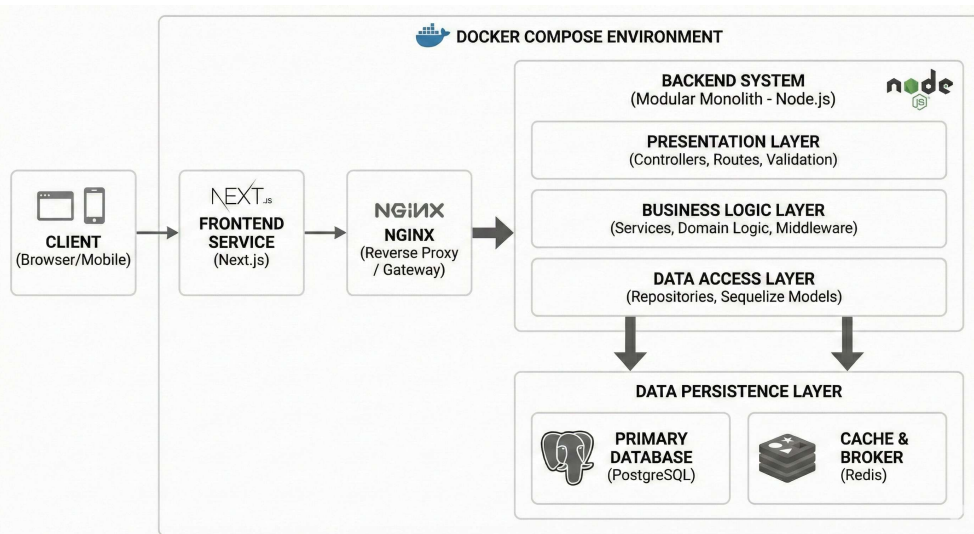 DOCKER COMPOSE ENVIRONMENT
BACKEND SYSTEM
(Modular Monolith - Node.js)
node
JS
PRESENTATION LAYER
(Controllers, Routes, Validation)
BUSINESS LOGIC LAYER
(Services, Domain Logic, Middleware)
DATA ACCESS LAYER
(Repositories, Sequelize Models)
CLIENT
(Browser/Mobile)
NEXT.JS
FRONTEND
SERVICE
(Next.js)
NGINX
NGINX
(Reverse Proxy
/ Gateway)
DATA PERSISTENCE LAYER
PRIMARY
DATABASE
(PostgreSQL)
CACHE &
BROKER
(Redis)